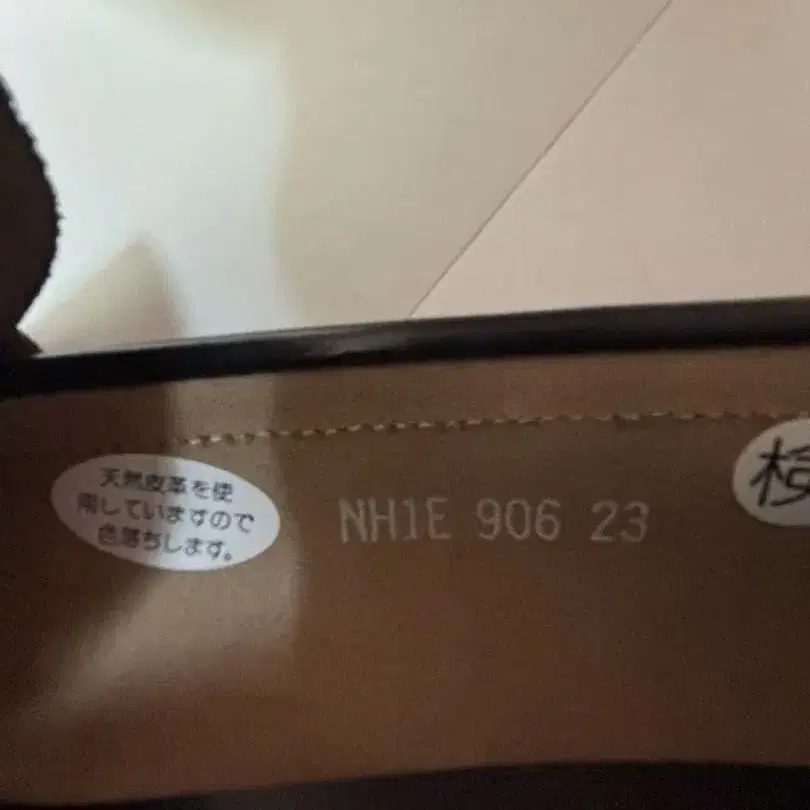 天然皮革を使
用していますので
色落ちします。
NH1E 906 23
検